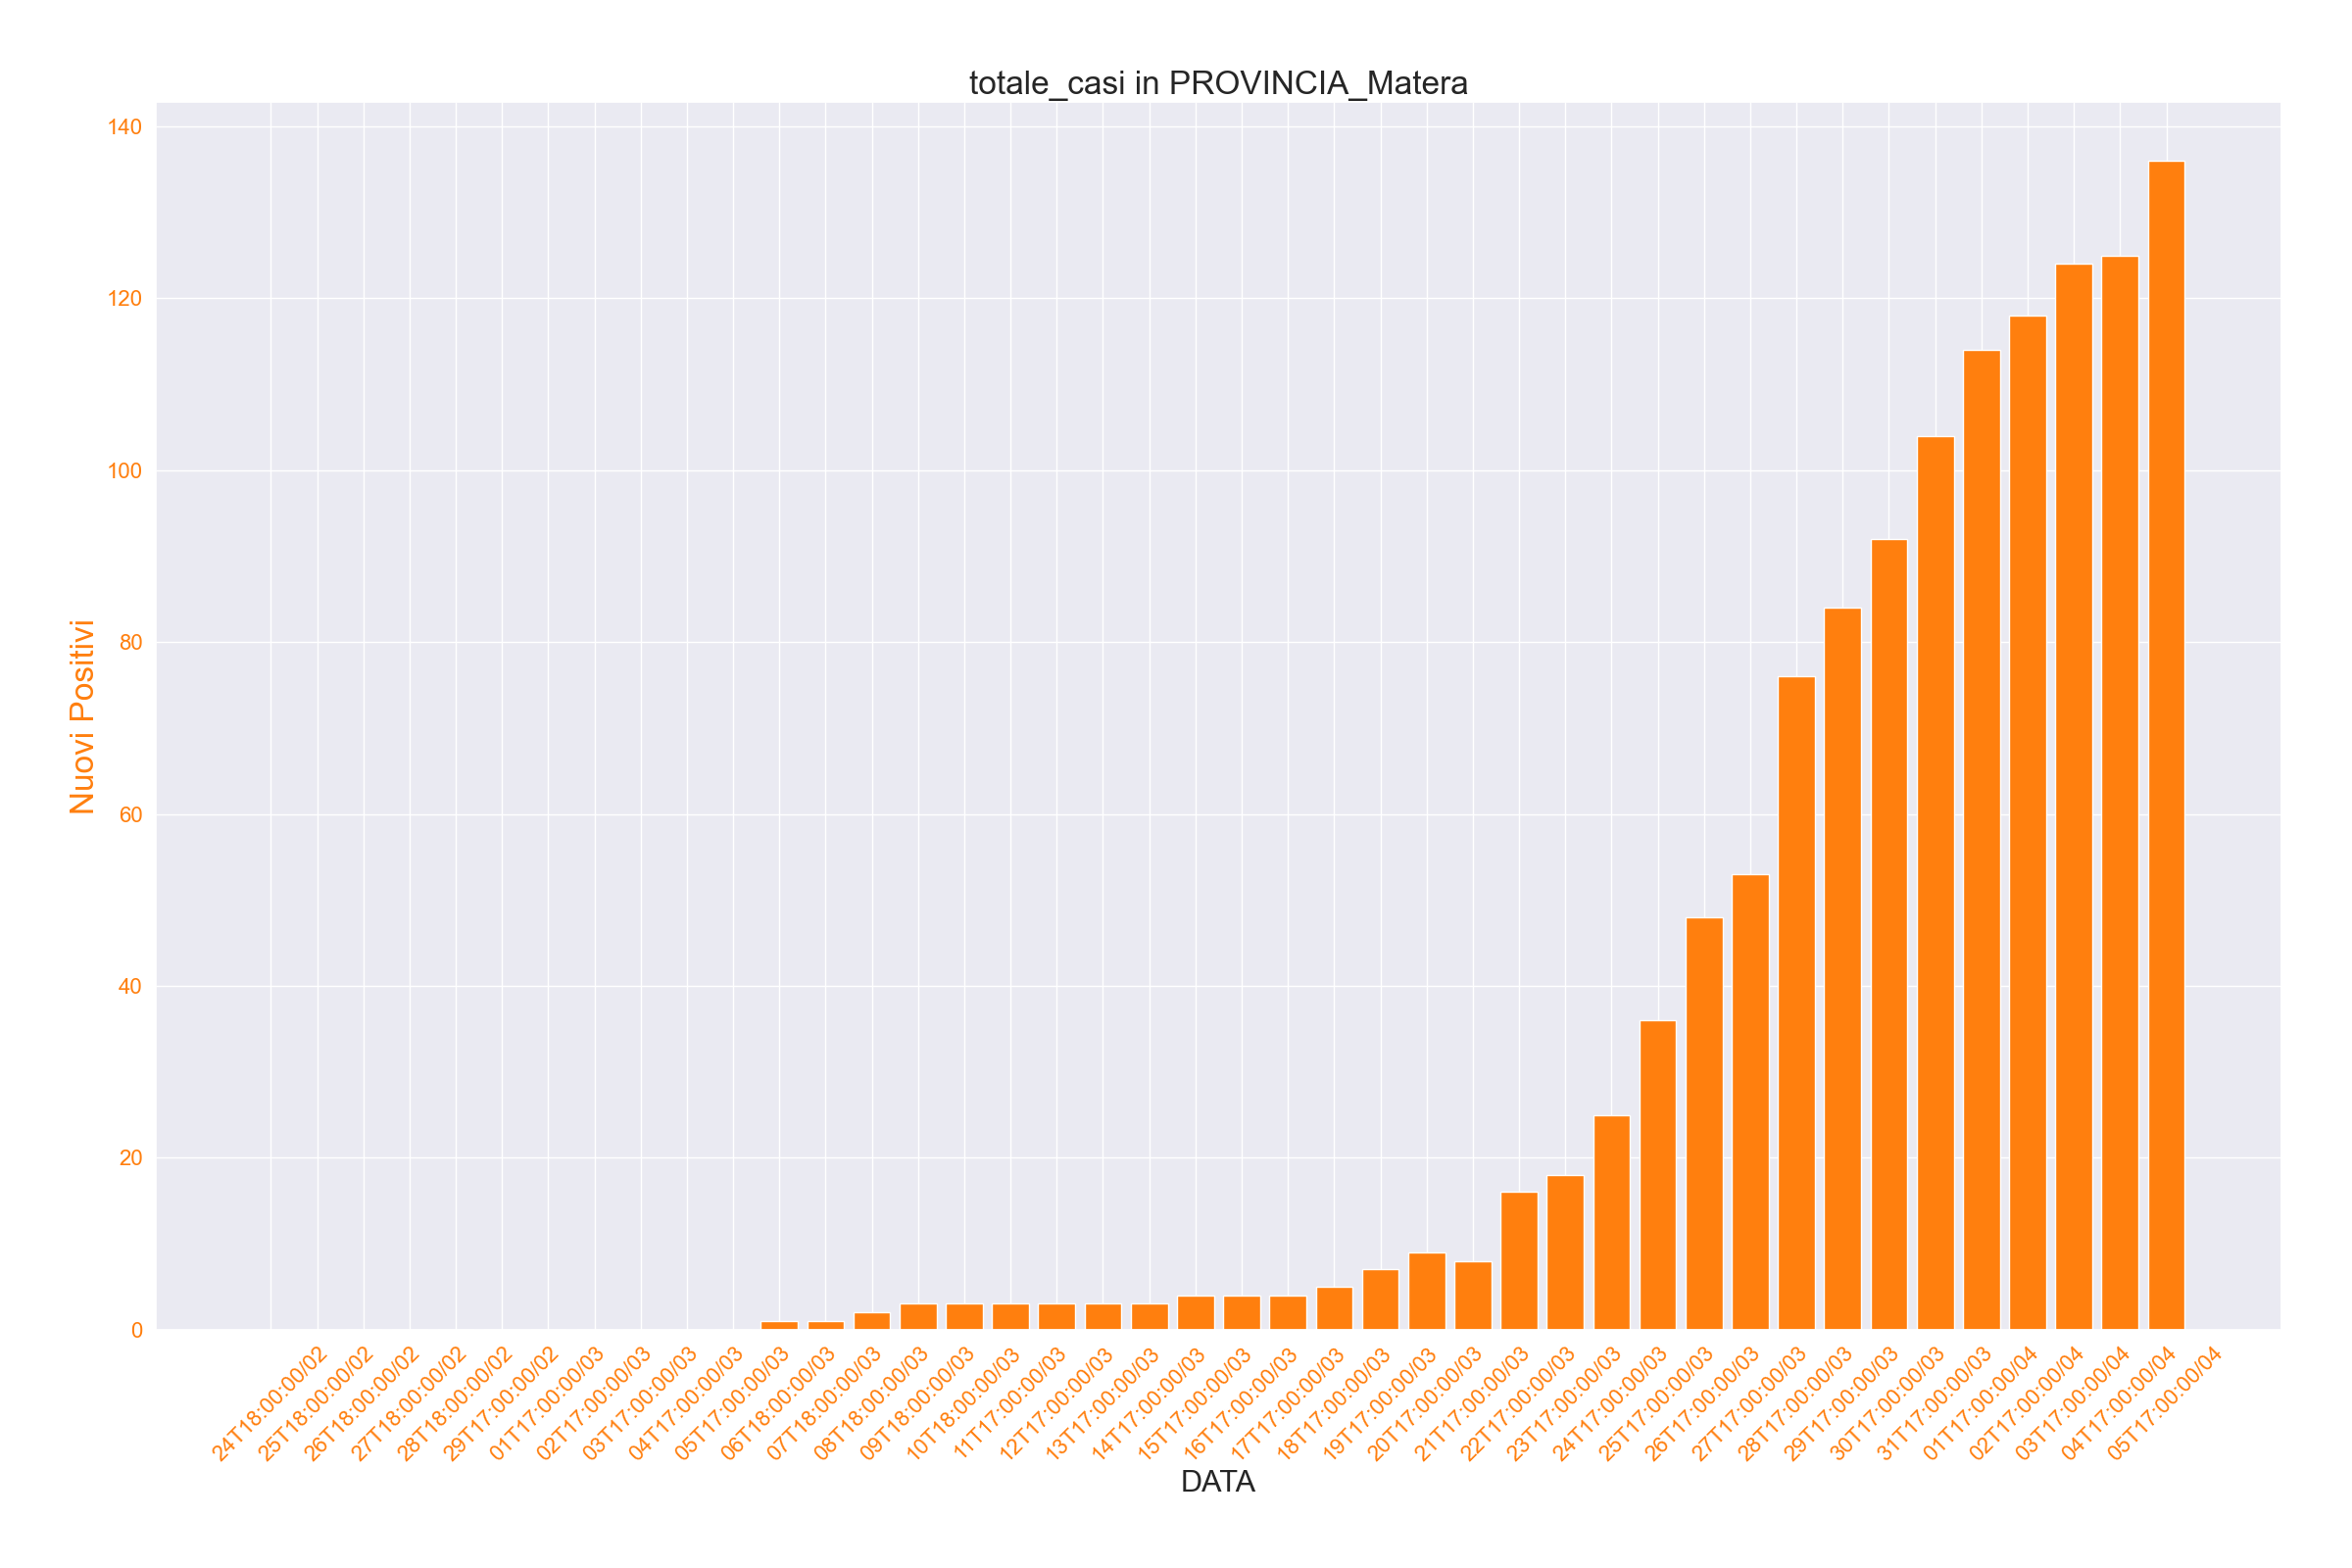 totale_casi in PROVINCIA_Matera
140
120
100
80
60
40
20
0
Nuovi Positivi
24T18:00:00/02
25T18:00:00/02
26T18:00:00/02
27T18:00:00/02
28T18:00:00/02
29T17:00:00/02
01T17:00:00/03
02T17:00:00/03
03T17:00:00/03
04T17:00:00/03
05T17:00:00/03
06T18:00:00/03
07T18:00:00/03
08T18:00:00/03
09T18:00:00/03
10T18:00:00/03
11T17:00:00/03
12T17:00:00/03
13T17:00:00/03
14T17:00:00/03
15T17:00:00/03
16T17:00:00/03
17T17:00:00/03
18T17:00:00/03
19T17:00:00/03
20T17:00:00/03
21T17:00:00/03
22T17:00:00/03
23T17:00:00/03
24T17:00:00/03
25T17:00:00/03
26T17:00:00/03
27T17:00:00/03
28T17:00:00/03
29T17:00:00/03
30T17:00:00/03
31T17:00:00/03
01T17:00:00/04
02T17:00:00/04
03T17:00:00/04
04T17:00:00/04
05T17:00:00/04
DATA